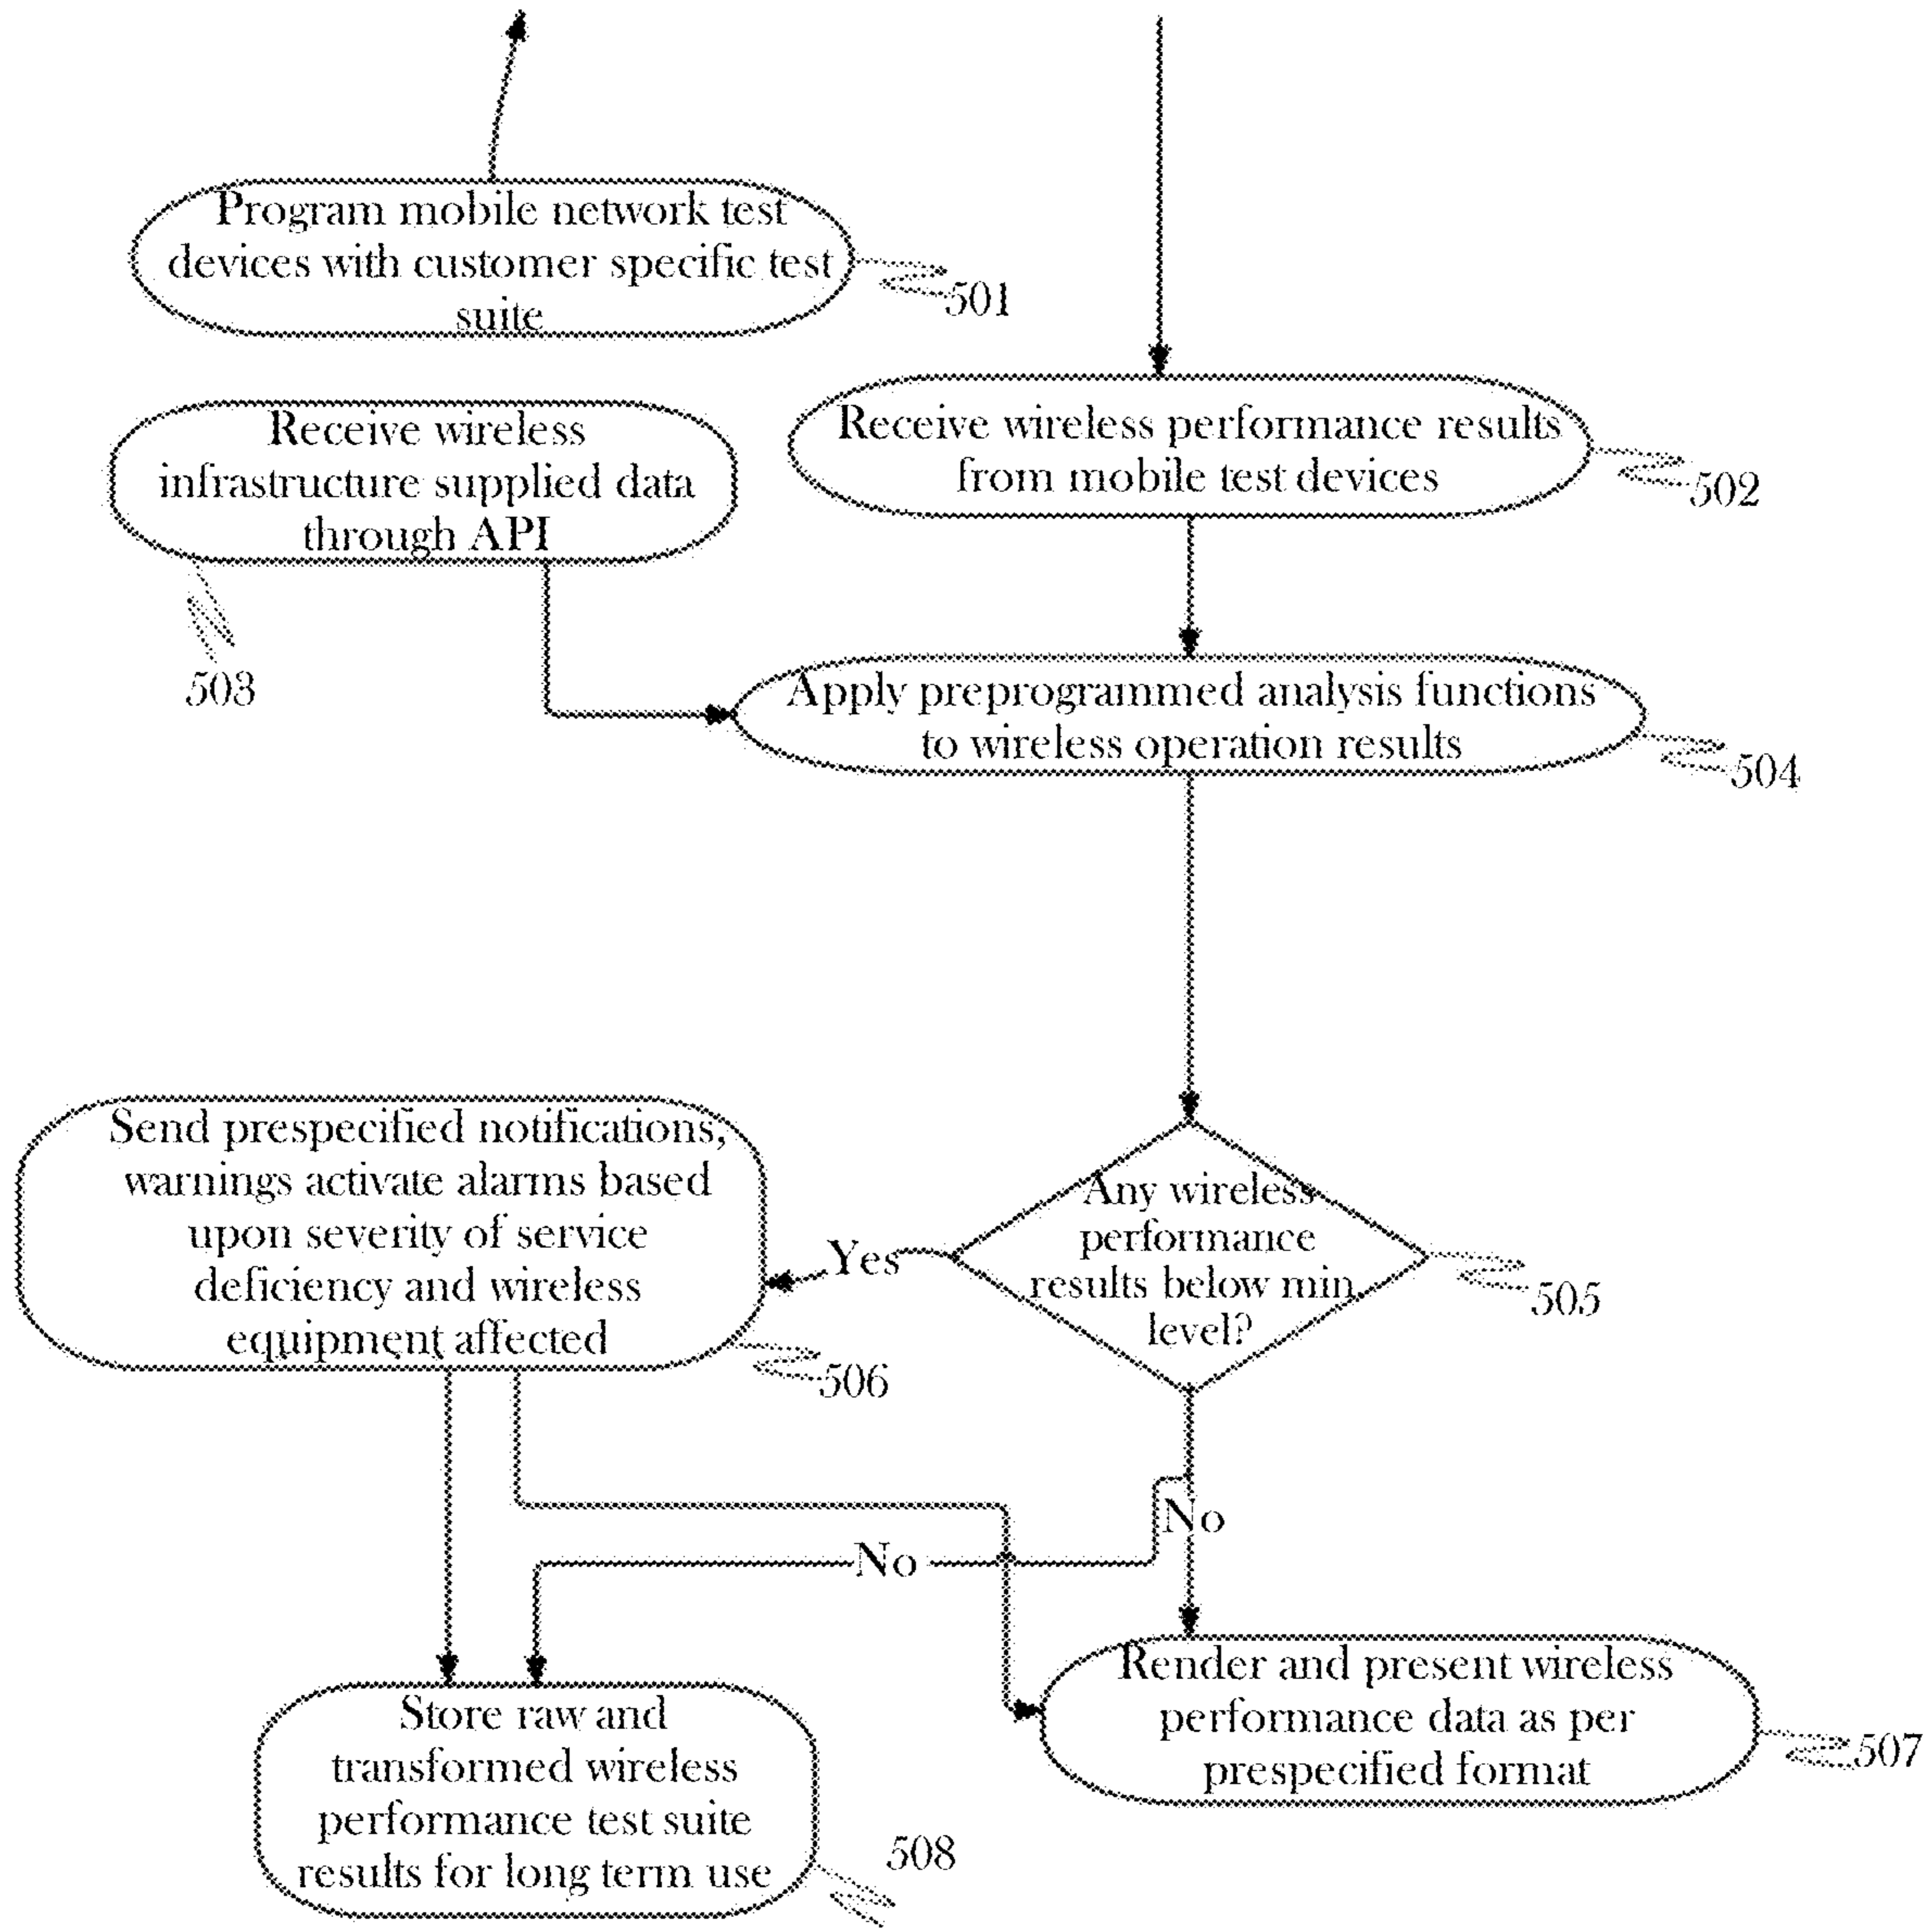 Program mobile network test
devices with customer specific test
suite
501
Receive wireless performance results
from mobile test devices
502
Receive wireless
infrastructure supplied data
through API
503
Apply preprogrammed analysis functions
to wireless operation results
504
Any wireless
performance
results below min
level?
505
Yes
Send prespecified notifications,
warnings activate alarms based
upon severity of service
deficiency and wireless
equipment affected
506
No
No
Render and present wireless
performance data as per
prespecified format
507
Store raw and
transformed wireless
performance test suite
results for long term use
508